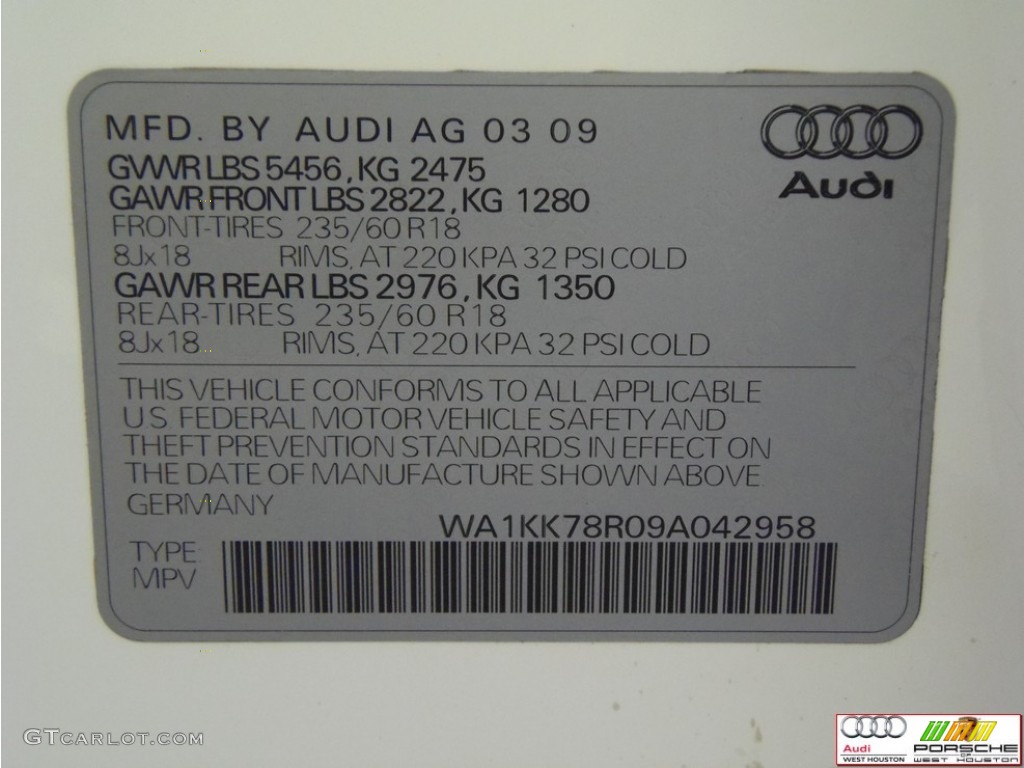 MFD. BY AUDI AG 03 09
GVWR LBS 5456, KG 2475
GAWR FRONT LBS 2822, KG 1280
FRONT-TIRES 235/60 R18
8Jx18 RIMS, AT 220 KPA 32 PSI COLD
GAWR REAR LBS 2976, KG 1350
REAR-TIRES 235/60 R18
8Jx18 RIMS, AT 220 KPA 32 PSI COLD
Audi
THIS VEHICLE CONFORMS TO ALL APPLICABLE
U.S. FEDERAL MOTOR VEHICLE SAFETY AND
THEFT PREVENTION STANDARDS IN EFFECT ON
THE DATE OF MANUFACTURE SHOWN ABOVE
GERMANY
WA1KK78R09A042958
TYPE
MPV
GTcarlot.com
Audi
WEST HOUSTON
PORSCHE
OF
WEST HOUSTON